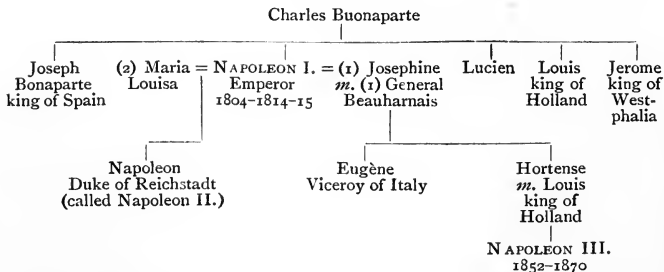 Charles Buonaparte
Joseph (2) Maria = NAPOLEON I. = (1) Josephine Lucien Louis Jerome
Bonaparte Louisa Emperor m. (1) General king of king of
king of Spain 1804-1814-15 Beauharnais Holland West-
phalia
Napoleon Eugène Hortense
Duke of Reichstadt Viceroy of Italy m. Louis
(called Napoleon II.) king of
Holland
NAPOLEON III.
1852-1870